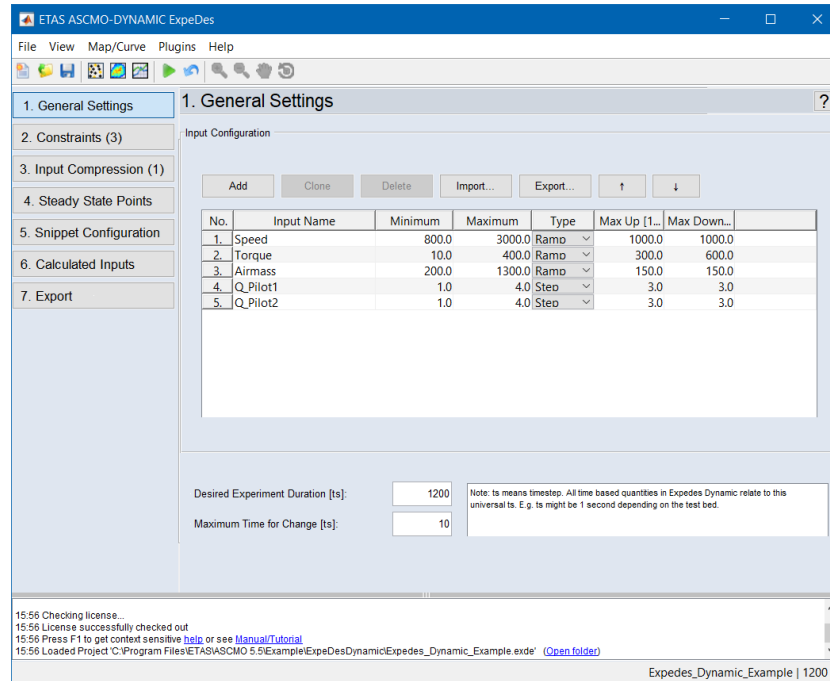 ETAS ASCMO-DYNAMIC ExpeDes
File View Map/Curve Plugins Help
1. General Settings
2. Constraints (3)
3. Input Compression (1)
4. Steady State Points
5. Snippet Configuration
6. Calculated Inputs
7. Export
1. General Settings ?
Input Configuration
Add Clone Delete Import... Export... ↑ ↓
No. Input Name Minimum Maximum Type Max Up [1... Max Down...
1. Speed 800.0 3000.0 Ramp 1000.0 1000.0
2. Torque 10.0 400.0 Ramp 300.0 600.0
3. Airmass 200.0 1300.0 Ramp 150.0 150.0
4. Q_Pilot1 1.0 4.0 Step 3.0 3.0
5. Q_Pilot2 1.0 4.0 Step 3.0 3.0
Desired Experiment Duration [ts]: 1200
Maximum Time for Change [ts]: 10
Note: ts means timestep. All time based quantities in Expedes Dynamic relate to this
universal ts. E.g. ts might be 1 second depending on the test bed.
15:56 Checking license...
15:56 License successfully checked out
15:56 Press F1 to get context sensitive help or see Manual/Tutorial
15:56 Loaded Project 'C:\Program Files\ETAS\ASCMO 5.5\Example\ExpeDesDynamic\Expedes_Dynamic_Example.exde' (Open folder)
Expedes_Dynamic_Example | 1200